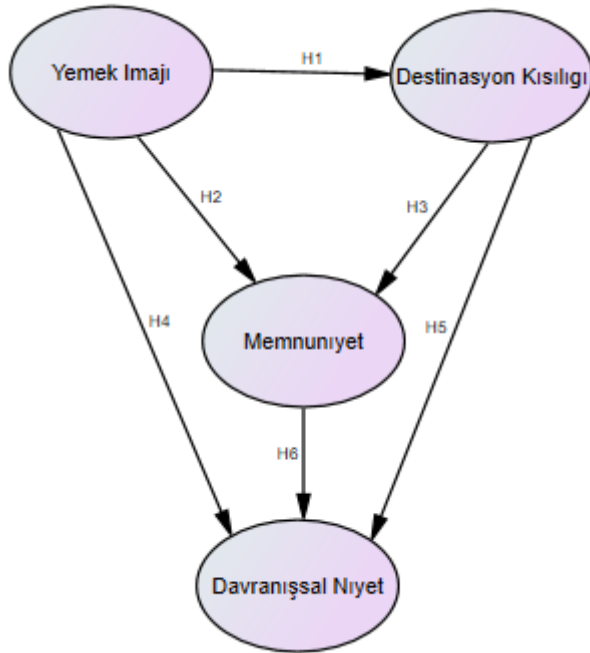 Yemek Imajı
H1
Destinasyon Kısılıgı
H2
H3
Memnunıyet
H4
H5
H6
Davranışsal Nıyet